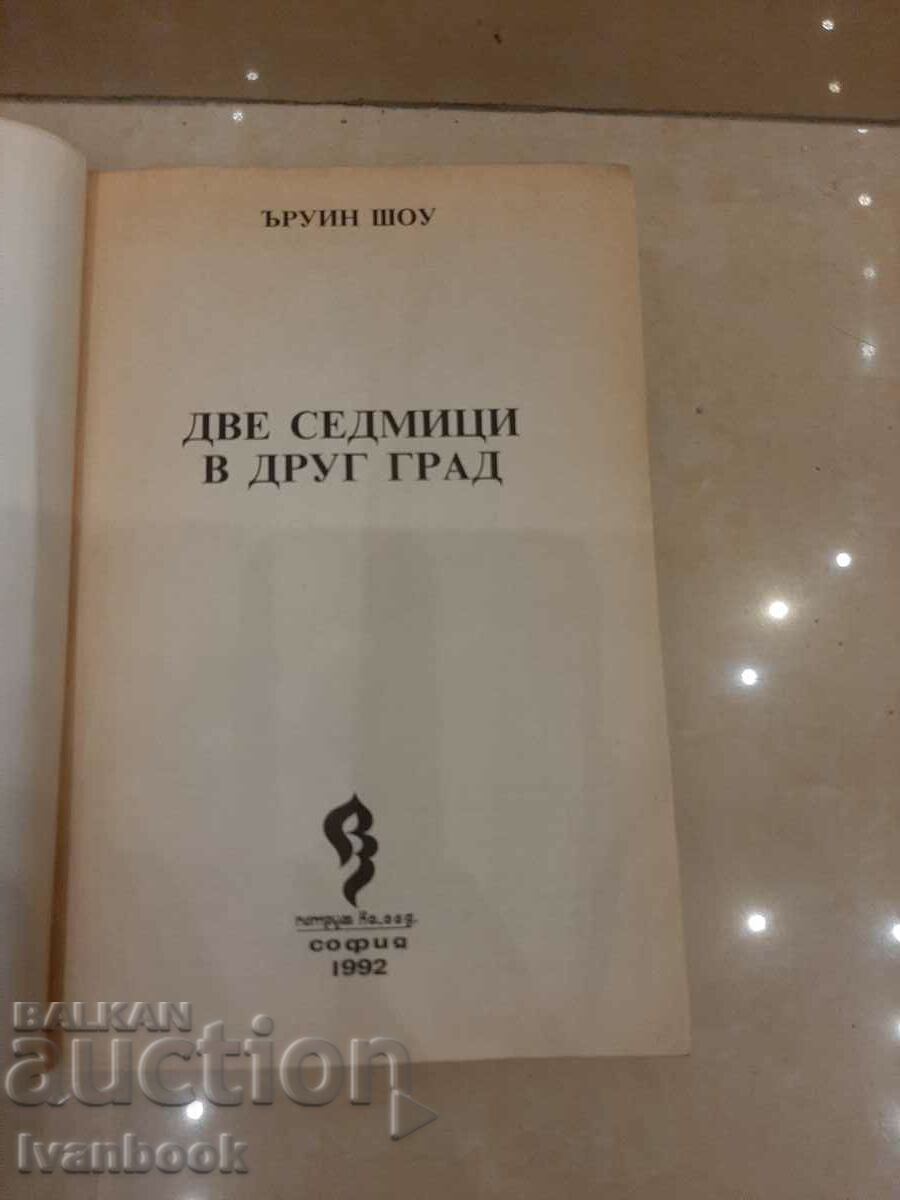 ЪРУИН ШОУ
ДВЕ СЕДМИЦИ
В ДРУГ ГРАД
софия
1992
BALKAN
auction
Ivanbook